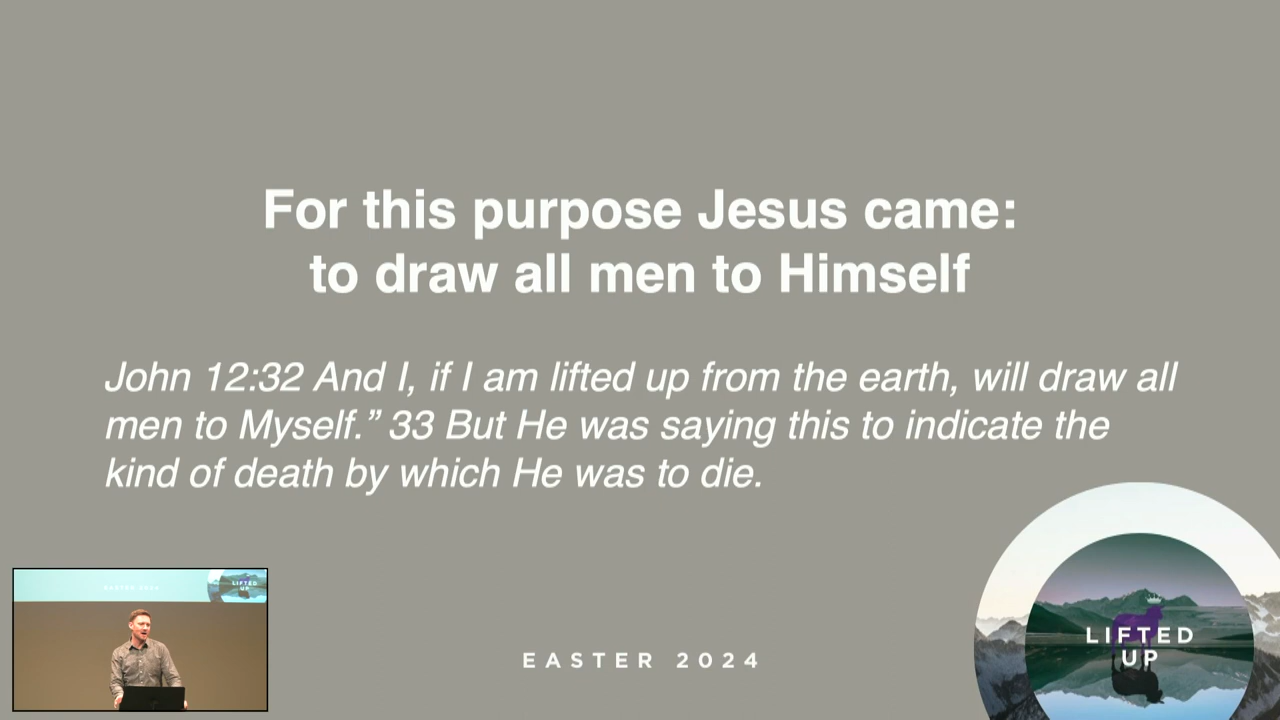 For this purpose Jesus came:
to draw all men to Himself
John 12:32 And I, if I am lifted up from the earth, will draw all
men to Myself.” 33 But He was saying this to indicate the
kind of death by which He was to die.
EASTER 2024
LIFTED
UP
LIFTED
UP